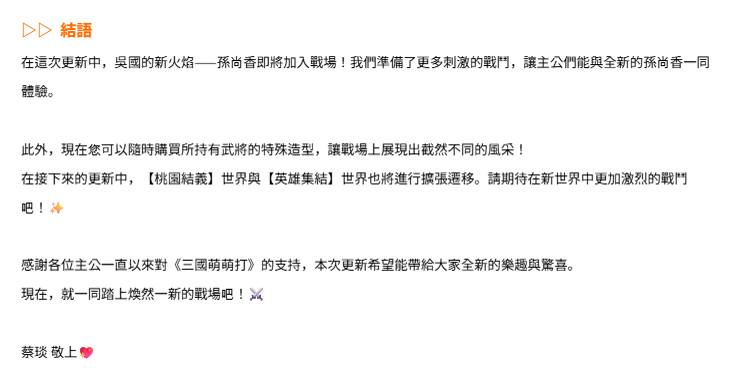 ▷▷ 結語
在這次更新中，吳國的新火焰——孫尚香即將加入戰場！我們準備了更多刺激的戰鬥，讓主公們能與全新的孫尚香一同
體驗。
此外，現在您可以隨時購買所持有武將的特殊造型，讓戰場上展現出截然不同的風采！
在接下來的更新中，【桃園結義】世界與【英雄集結】世界也將進行擴張遷移。請期待在新世界中更加激烈的戰鬥
吧！✨
感謝各位主公一直以來對《三國萌萌打》的支持，本次更新希望能帶給大家全新的樂趣與驚喜。
現在，就一同踏上煥然一新的戰場吧！⚔️
蔡琰 敬上💖